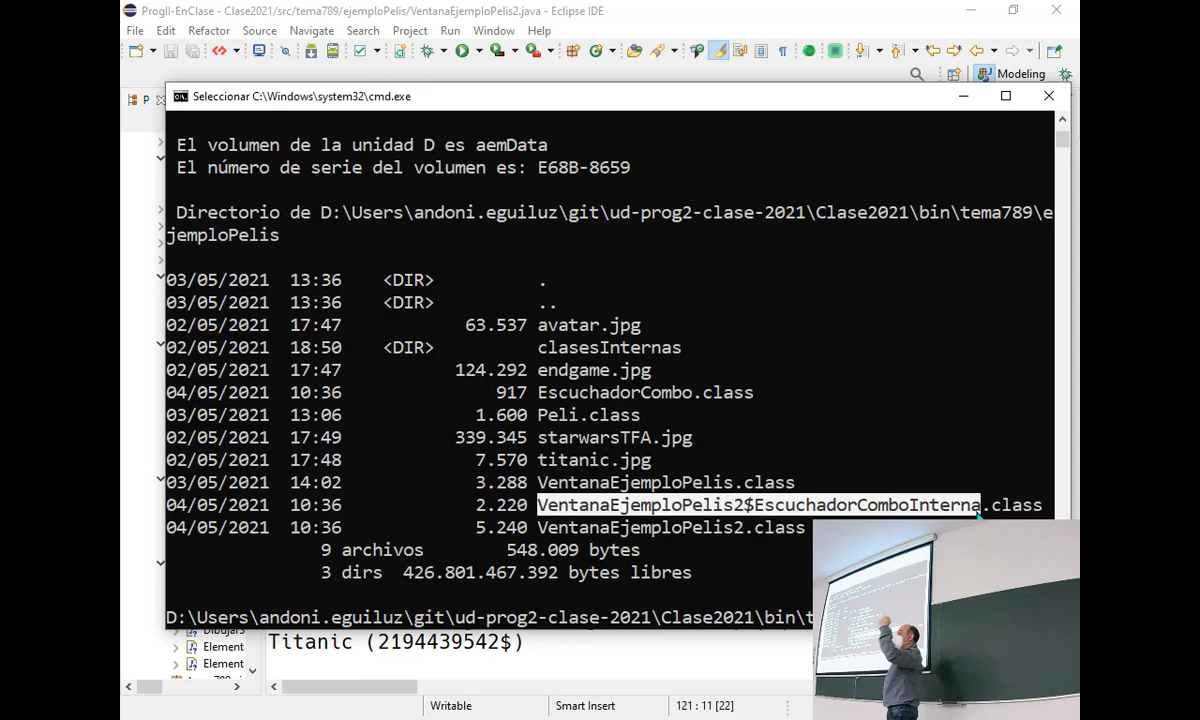 ProgII-EnClase - Clase2021/src/tema789/ejemploPelis/VentanaEjemploPelis2.java - Eclipse IDE
File Edit Refactor Source Navigate Search Project Run Window Help
Modeling
P
Seleccionar C:\Windows\system32\cmd.exe
El volumen de la unidad D es aemData
El número de serie del volumen es: E68B-8659
Directorio de D:\Users\andoni.eguiluz\git\ud-prog2-clase-2021\Clase2021\bin\tema789\e
jemploPelis
03/05/2021 13:36 <DIR> .
03/05/2021 13:36 <DIR> ..
02/05/2021 17:47 63.537 avatar.jpg
02/05/2021 18:50 <DIR> clasesInternas
02/05/2021 17:47 124.292 endgame.jpg
04/05/2021 10:36 917 EscuchadorCombo.class
03/05/2021 13:06 1.600 Peli.class
02/05/2021 17:49 339.345 starwarsTFA.jpg
02/05/2021 17:48 7.570 titanic.jpg
03/05/2021 14:02 3.288 VentanaEjemploPelis.class
04/05/2021 10:36 2.220 VentanaEjemploPelis2$EscuchadorComboInterna.class
04/05/2021 10:36 5.240 VentanaEjemploPelis2.class
9 archivos 548.009 bytes
3 dirs 426.801.467.392 bytes libres
D:\Users\andoni.eguiluz\git\ud-prog2-clase-2021\Clase2021\bin\t
Dibujar3
Titanic (2194439542$)
Element
Element
Writable Smart Insert 121 : 11 [22]